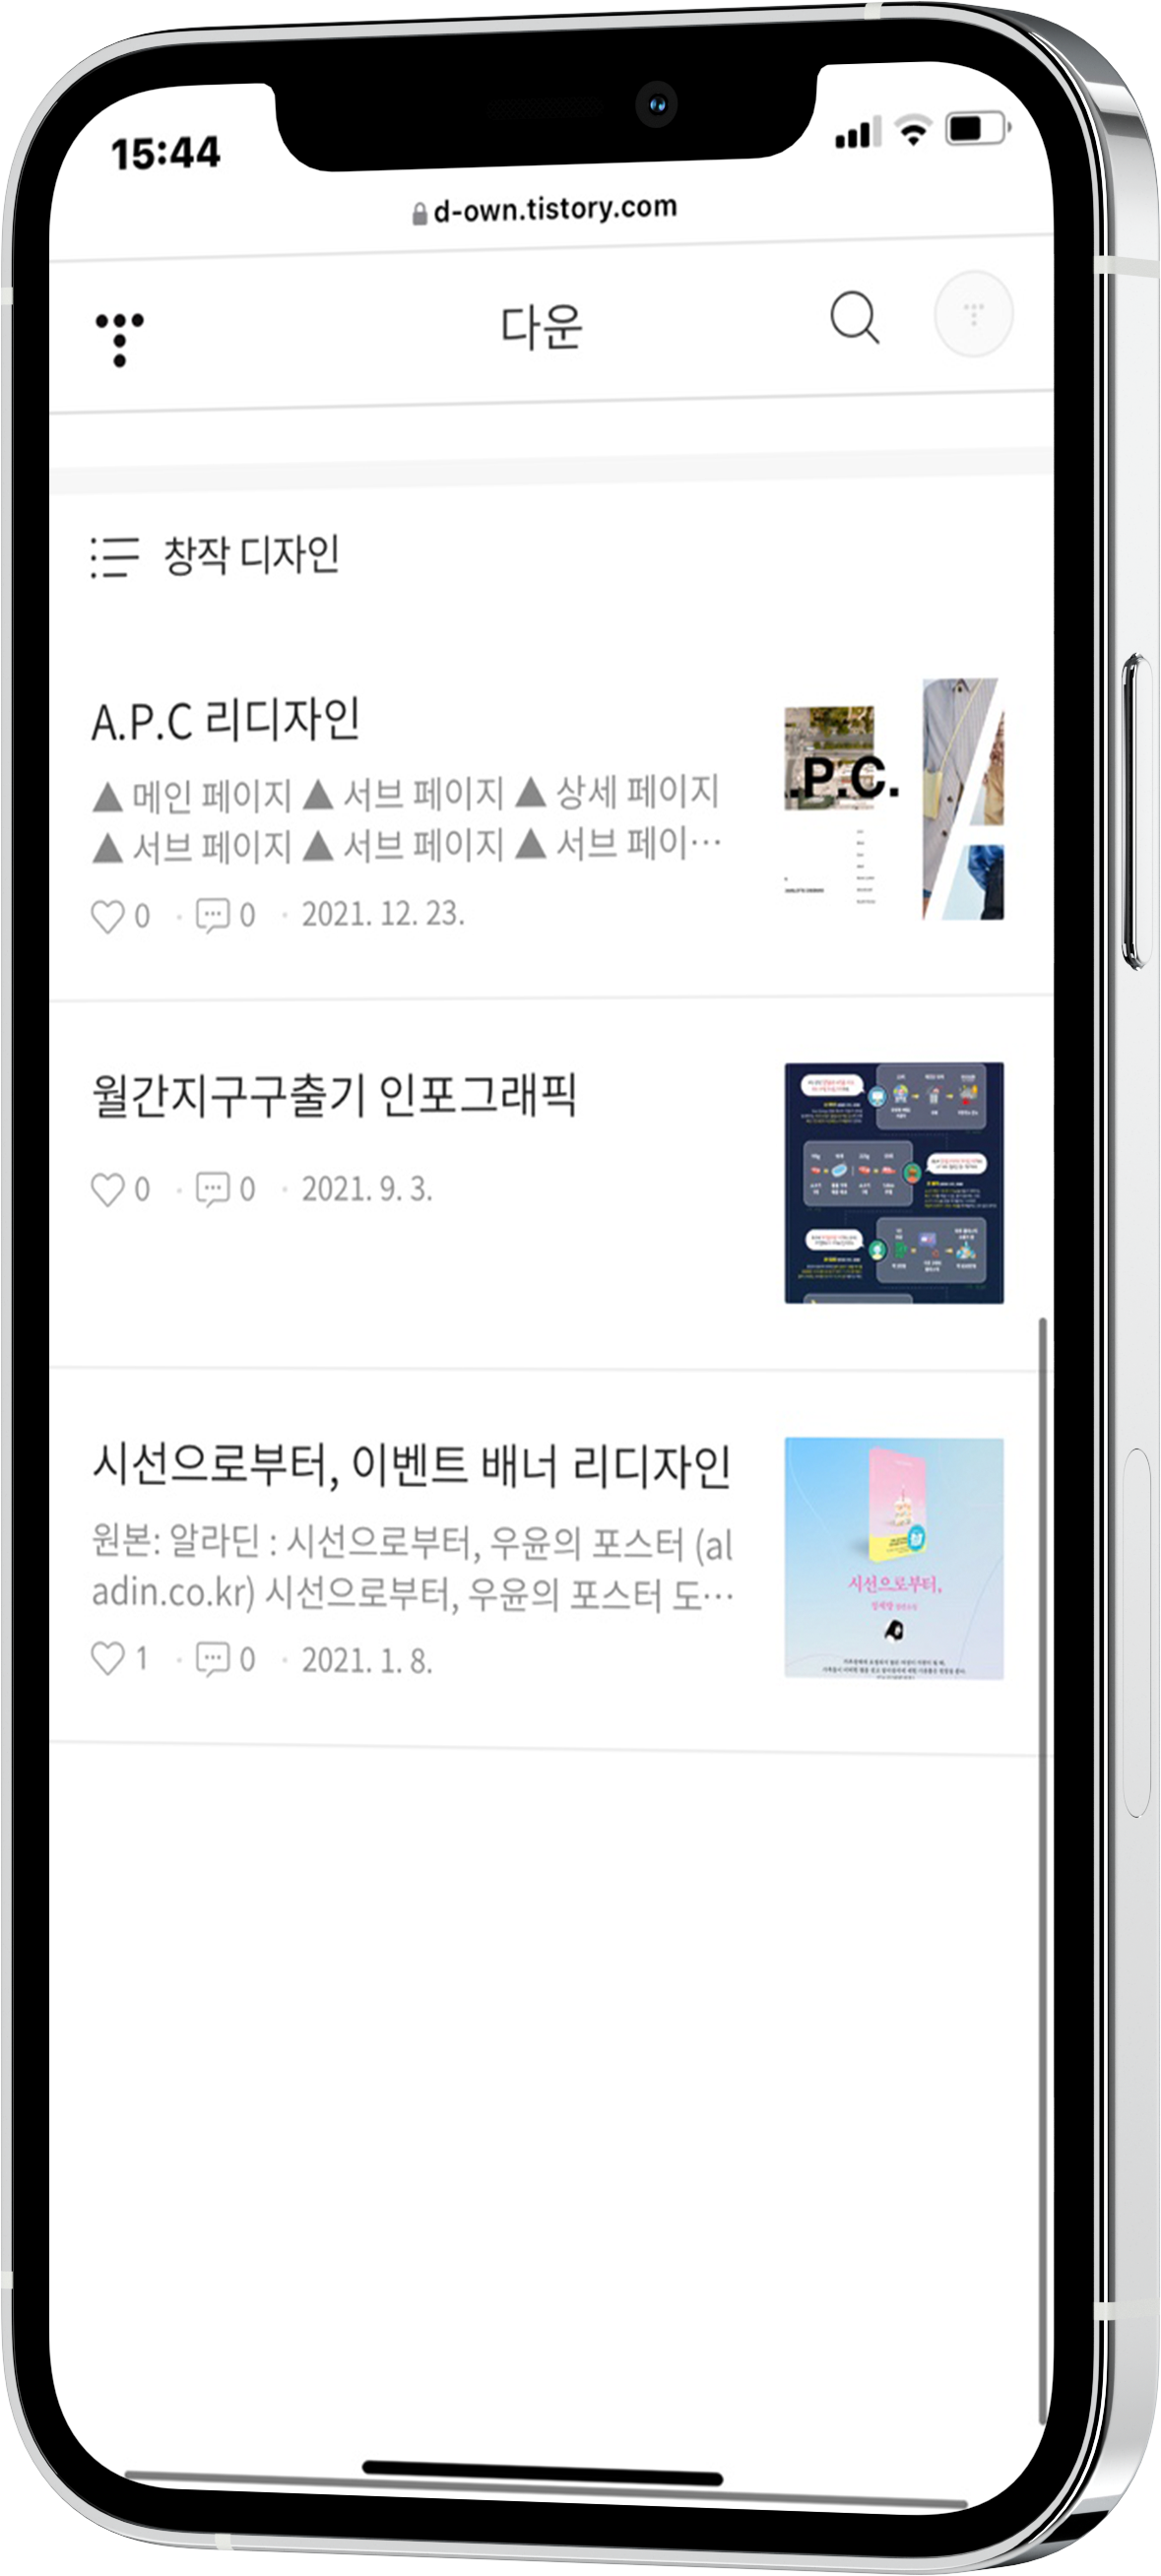 15:44
d-own.tistory.com
다운
창작 디자인
A.P.C 리디자인
▲ 메인 페이지 ▲ 서브 페이지 ▲ 상세 페이지
▲ 서브 페이지 ▲ 서브 페이지 ▲ 서브 페이…
.P.C.
0 · 0 · 2021. 12. 23.
월간지구구출기 인포그래픽
0 · 0 · 2021. 9. 3.
시선으로부터, 이벤트 배너 리디자인
원본: 알라딘 : 시선으로부터, 우윤의 포스터 (al
adin.co.kr) 시선으로부터, 우윤의 포스터 도…
시선으로부터,
1 · 0 · 2021. 1. 8.